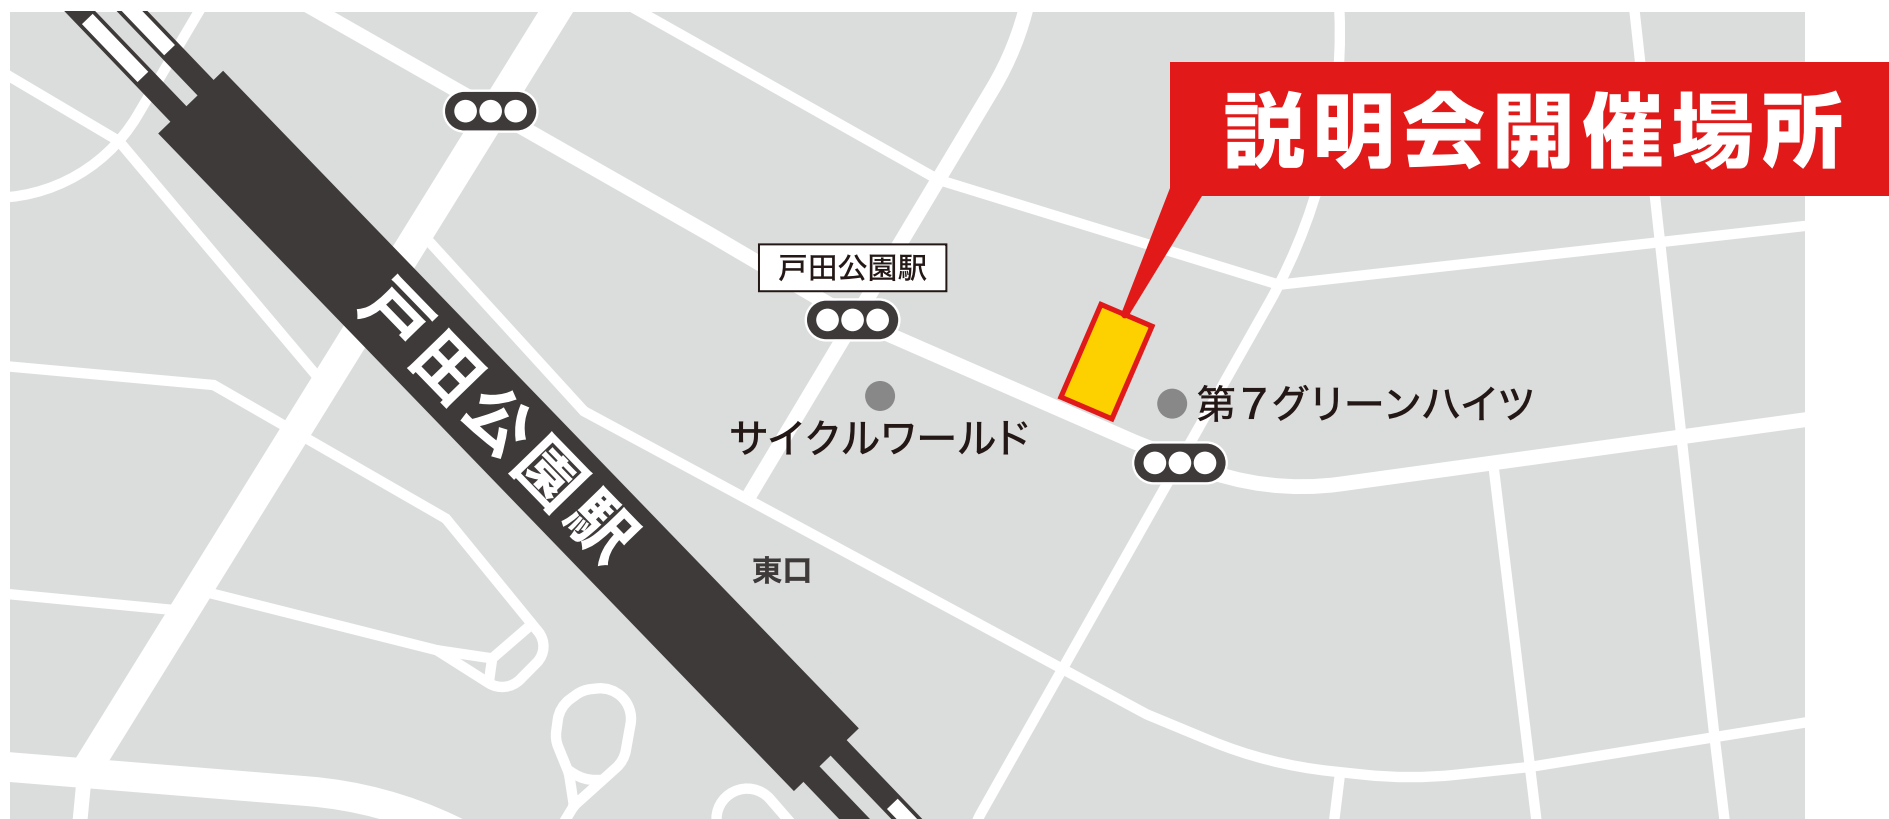 説明会開催場所
戸田公園駅
戸田公園駅
第7グリーンハイツ
サイクルワールド
東口